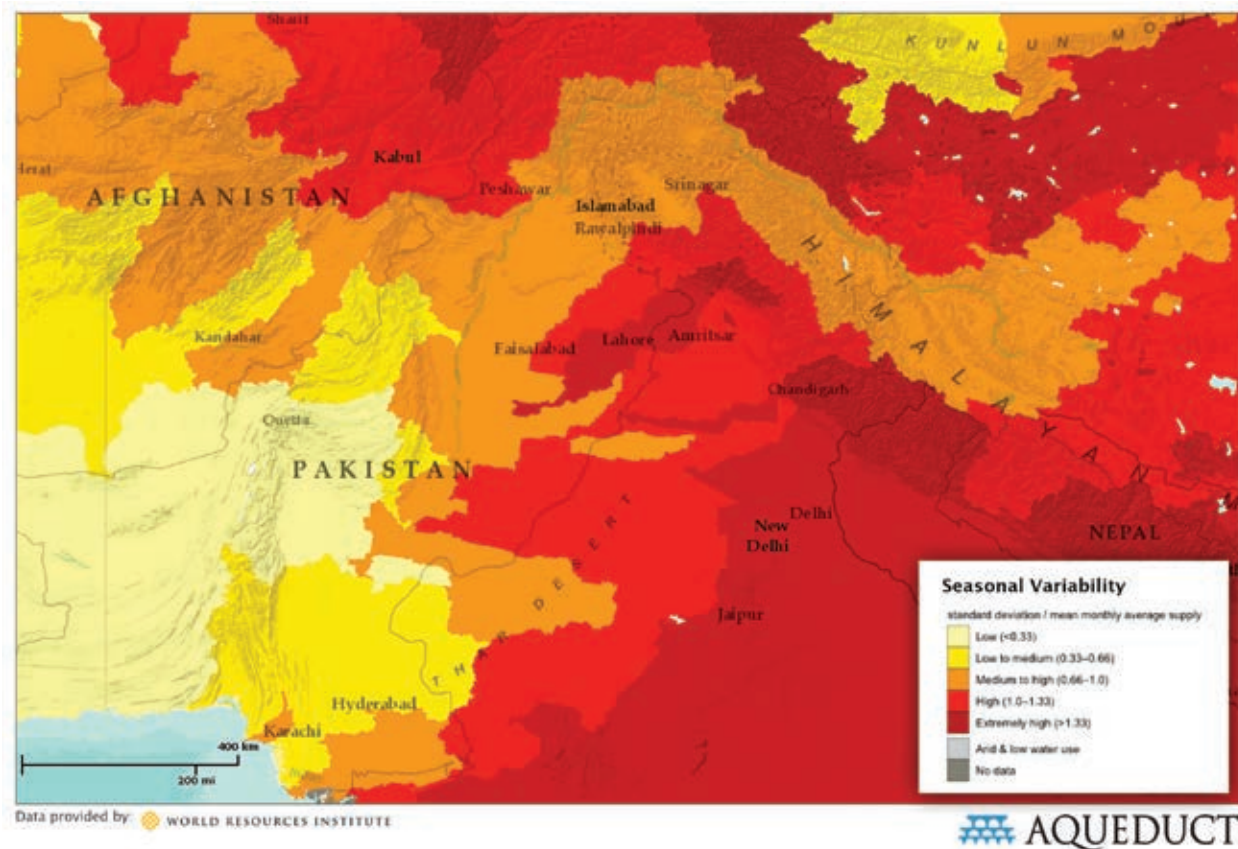 Sharif
KUNLUN MOU
Herat
Kabul
AFGHANISTAN
Peshawar
Srinagar
Islamabad
Rawalpindi
HIMALAYAN M
Kandahar
Faisalabad
Lahore
Amritsar
Chandigarh
Quetta
PAKISTAN
THAR DESERT
New
Delhi
Delhi
NEPAL
Jaipur
Hyderabad
Karachi
400 km
200 mi
Seasonal Variability
standard deviation / mean monthly average supply
Low (<0.33)
Low to medium (0.33–0.66)
Medium to high (0.66–1.0)
High (1.0–1.33)
Extremely high (>1.33)
Arid & low water use
No data
Data provided by: WORLD RESOURCES INSTITUTE
AQUEDUCT